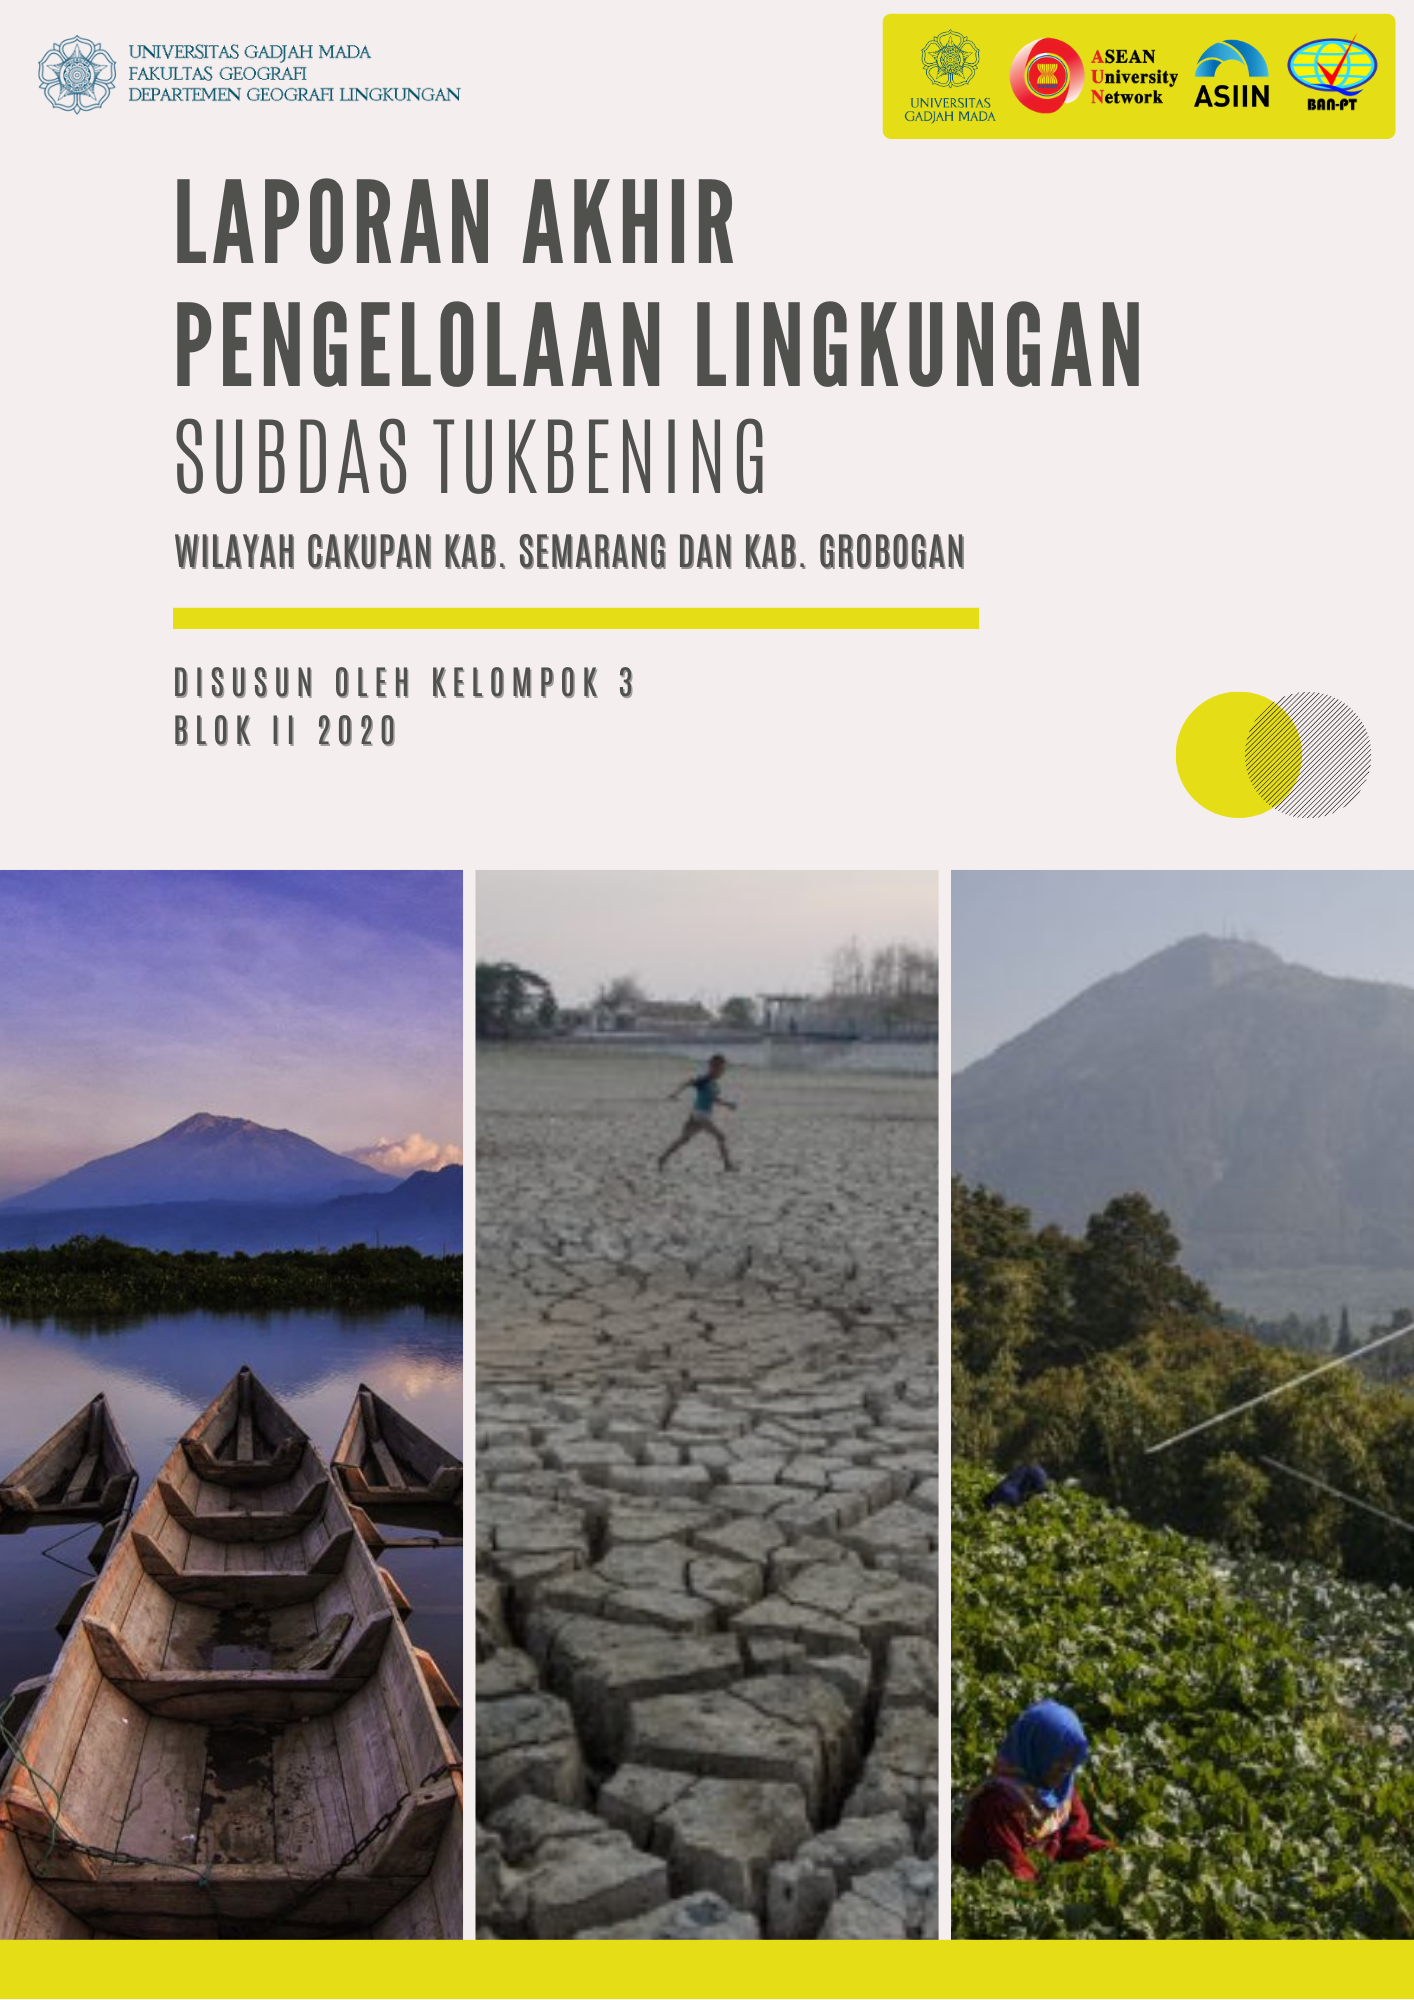 UNIVERSITAS GADJAH MADA
FAKULTAS GEOGRAFI
DEPARTEMEN GEOGRAFI LINGKUNGAN
UNIVERSITAS
GADJAH MADA
ASEAN
University
Network
ASIIN
BAN-PT
LAPORAN AKHIR
PENGELOLAAN LINGKUNGAN
SUBDAS TUKBENING
WILAYAH CAKUPAN KAB. SEMARANG DAN KAB. GROBOGAN
DISUSUN OLEH KELOMPOK 3
BLOK II 2020